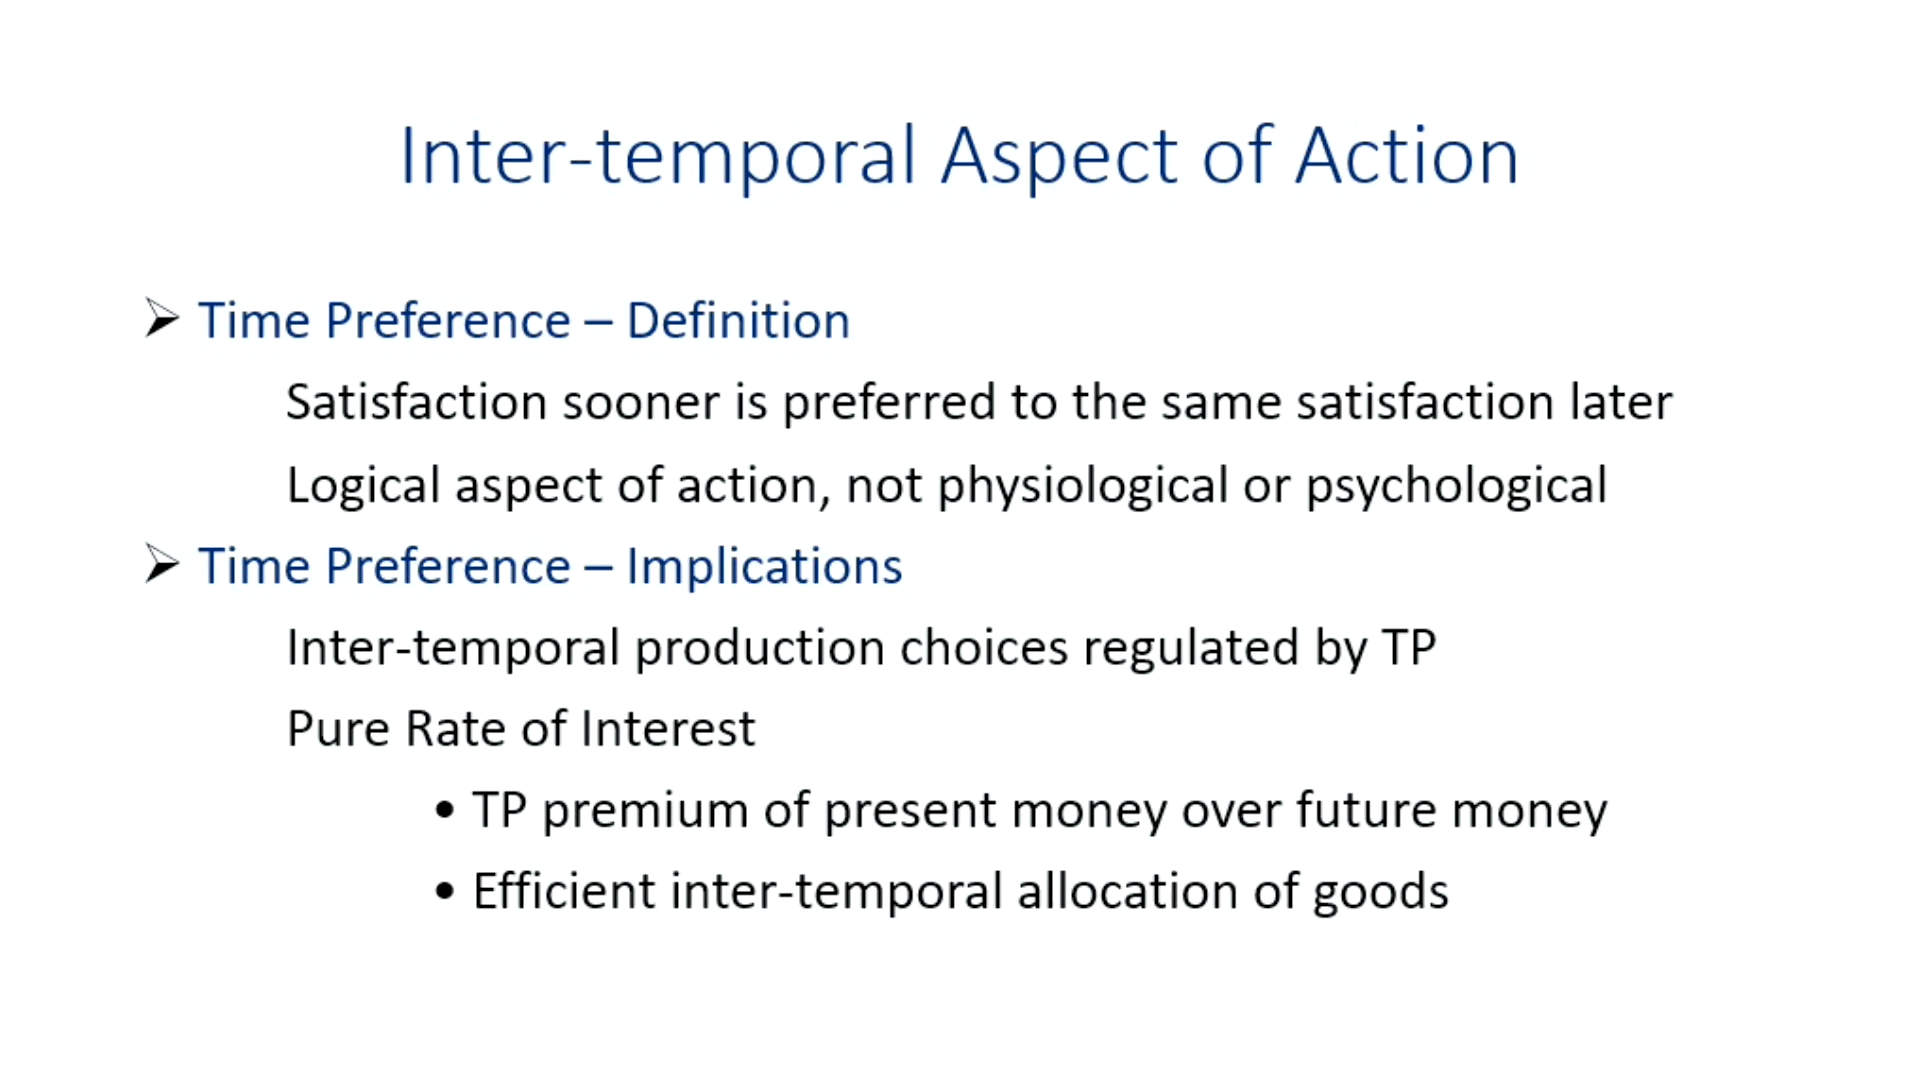 Inter-temporal Aspect of Action
➢ Time Preference – Definition
Satisfaction sooner is preferred to the same satisfaction later
Logical aspect of action, not physiological or psychological
➢ Time Preference – Implications
Inter-temporal production choices regulated by TP
Pure Rate of Interest
• TP premium of present money over future money
• Efficient inter-temporal allocation of goods